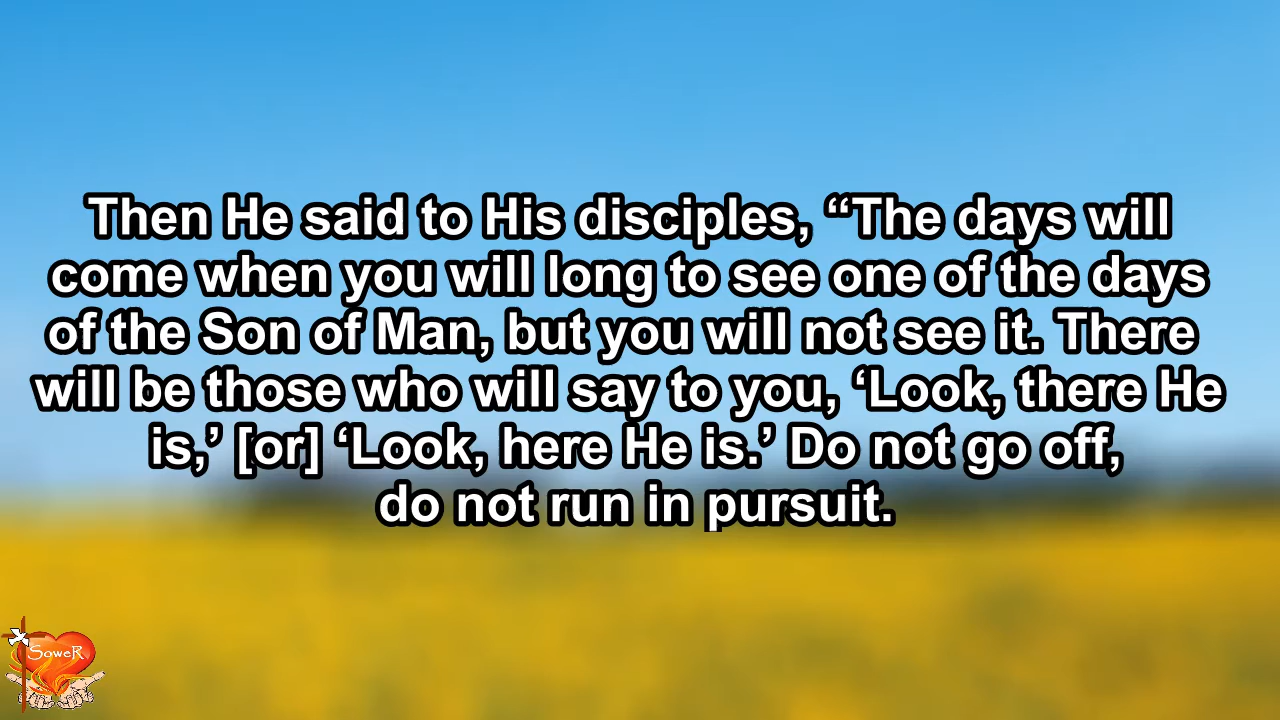 Then He said to His disciples, “The days will
come when you will long to see one of the days
of the Son of Man, but you will not see it. There
will be those who will say to you, ‘Look, there He
is,’ [or] ‘Look, here He is.’ Do not go off,
do not run in pursuit.
SoweR